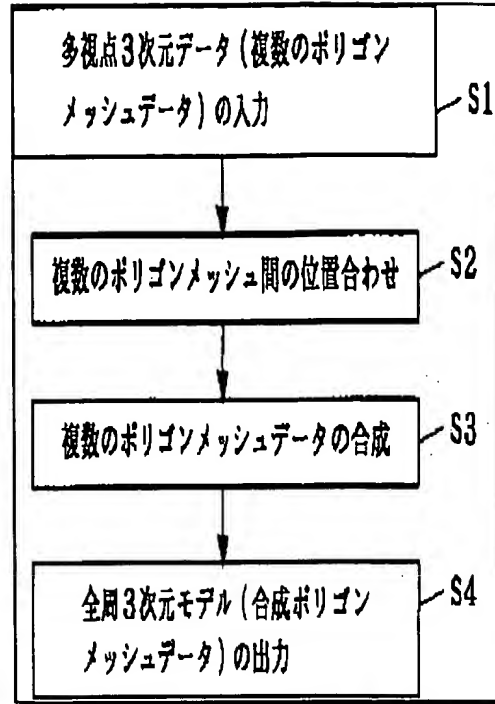 多視点3次元データ(複数のポリゴン
メッシュデータ)の入力
S1
複数のポリゴンメッシュ間の位置合わせ
S2
複数のポリゴンメッシュデータの合成
S3
全周3次元モデル(合成ポリゴン
メッシュデータ)の出力
S4